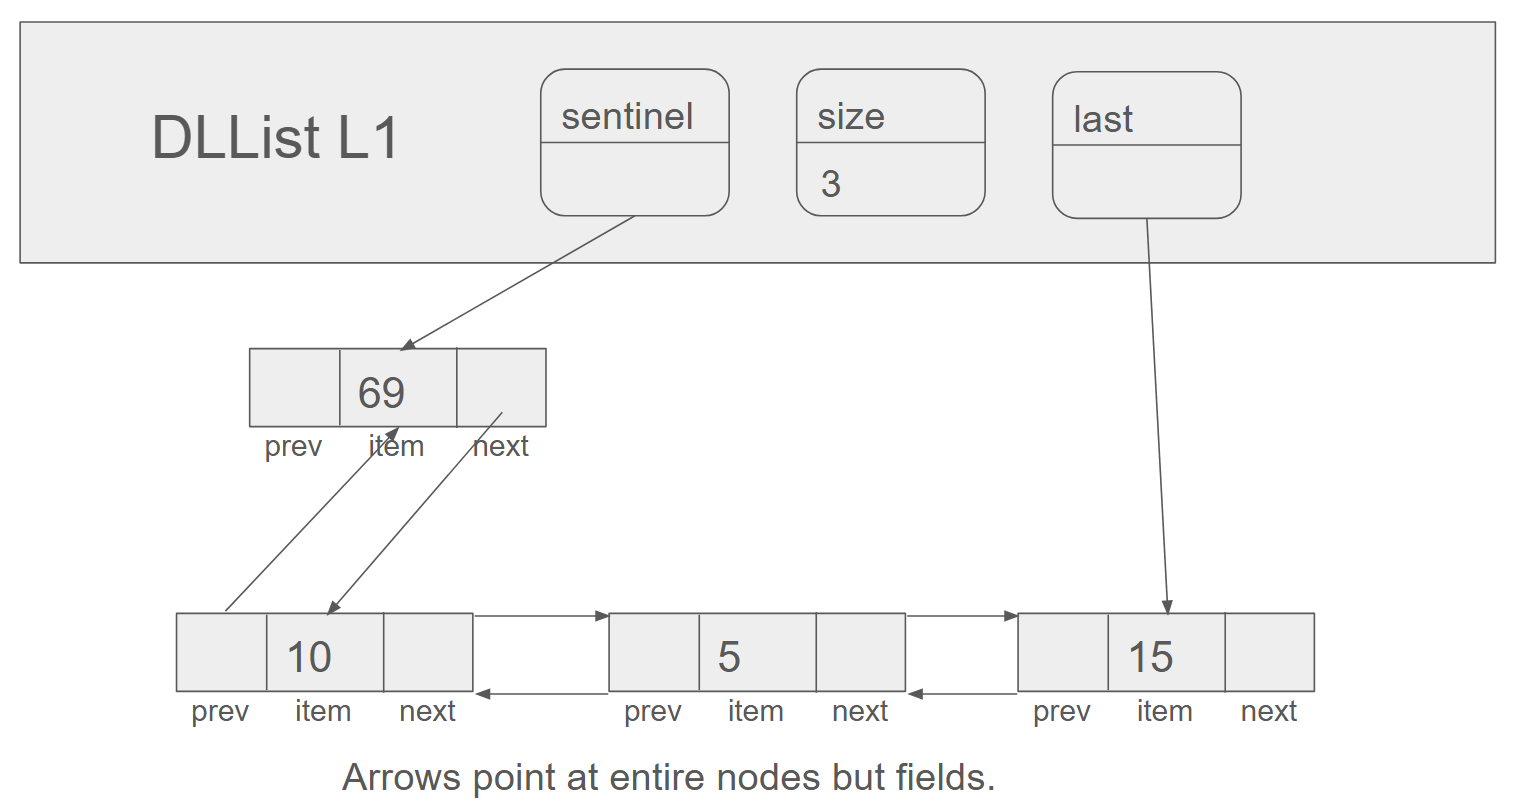 DLList L1
sentinel
size
last
3
69
prev item next
10
5
15
prev item next
prev item next
prev item next
Arrows point at entire nodes but fields.